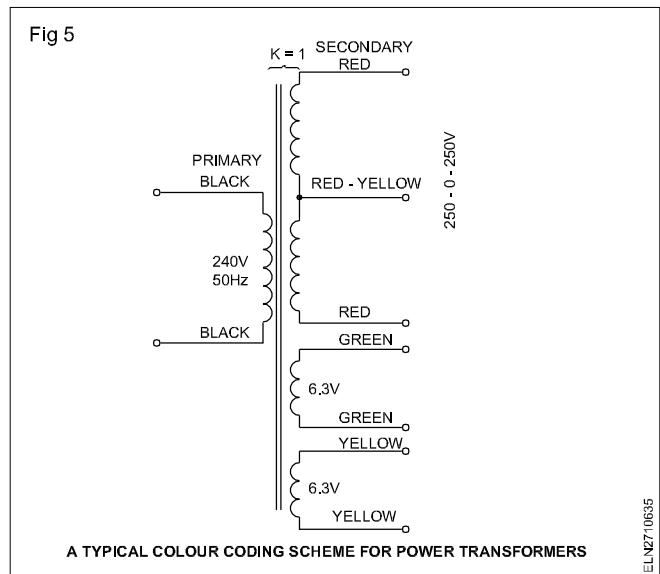 Fig 5
K = 1
SECONDARY
RED
PRIMARY
BLACK
RED - YELLOW
250 - 0 - 250V
240V
50Hz
BLACK
RED
GREEN
6.3V
GREEN
YELLOW
6.3V
YELLOW
A TYPICAL COLOUR CODING SCHEME FOR POWER TRANSFORMERS
ELN2710635